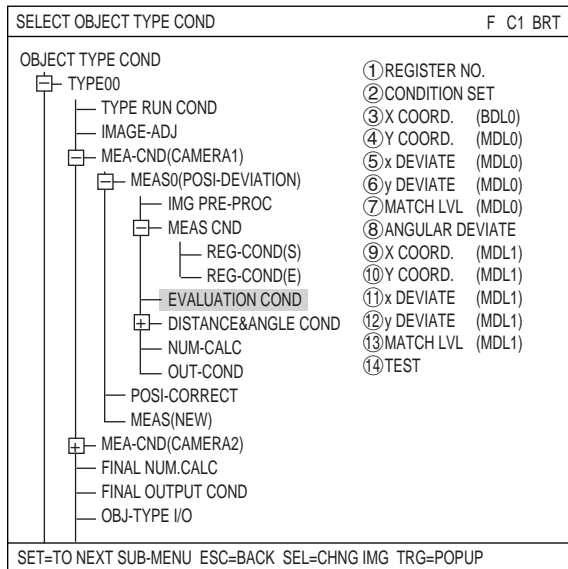 SELECT OBJECT TYPE COND F C1 BRT
OBJECT TYPE COND
TYPE00
TYPE RUN COND
IMAGE-ADJ
MEA-CND(CAMERA1)
MEAS0(POSI-DEVIATION)
IMG PRE-PROC
MEAS CND
REG-COND(S)
REG-COND(E)
EVALUATION COND
DISTANCE&ANGLE COND
NUM-CALC
OUT-COND
POSI-CORRECT
MEAS(NEW)
MEA-CND(CAMERA2)
FINAL NUM.CALC
FINAL OUTPUT COND
OBJ-TYPE I/O
①REGISTER NO.
②CONDITION SET
③X COORD. (BDL0)
④Y COORD. (MDL0)
⑤x DEVIATE (MDL0)
⑥y DEVIATE (MDL0)
⑦MATCH LVL (MDL0)
⑧ANGULAR DEVIATE
⑨X COORD. (MDL1)
⑩Y COORD. (MDL1)
⑪x DEVIATE (MDL1)
⑫y DEVIATE (MDL1)
⑬MATCH LVL (MDL1)
⑭TEST
SET=TO NEXT SUB-MENU ESC=BACK SEL=CHNG IMG TRG=POPUP